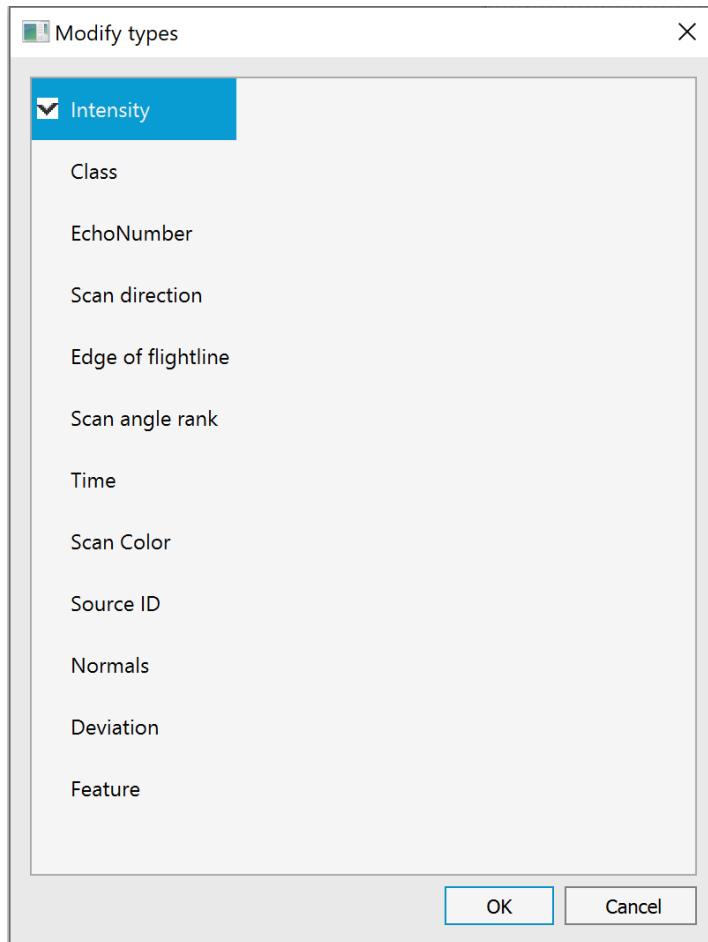 Modify types
Intensity
Class
EchoNumber
Scan direction
Edge of flightline
Scan angle rank
Time
Scan Color
Source ID
Normals
Deviation
Feature
OK Cancel